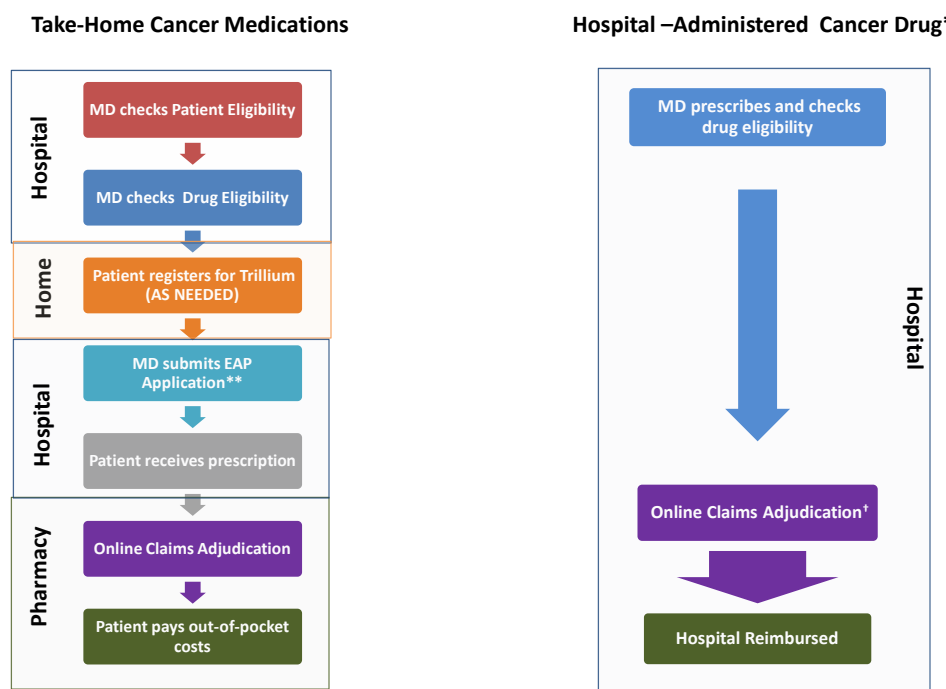 Take-Home Cancer Medications
Hospital
MD checks Patient Eligibility
MD checks  Drug Eligibility
Home
Patient registers for Trillium
(AS NEEDED)
Hospital
MD submits EAP
Application**
Patient receives prescription
Pharmacy
Online Claims Adjudication
Patient pays out-of-pocket
costs
Hospital –Administered  Cancer Drug*
MD prescribes and checks
drug eligibility
Hospital
Online Claims Adjudication†
Hospital Reimbursed